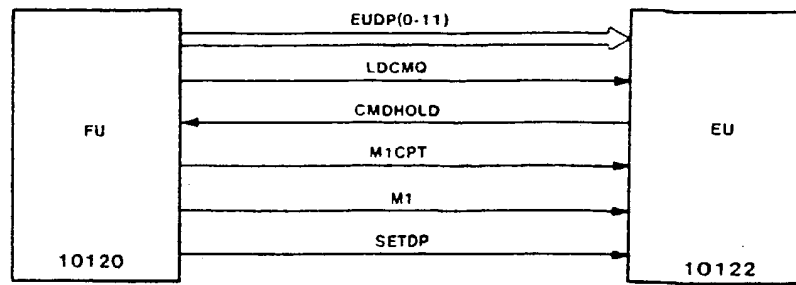 EUDP(0-11)
LDCMQ
CMDHOLD
FU
EU
M1CPT
M1
SETDP
10120
10122